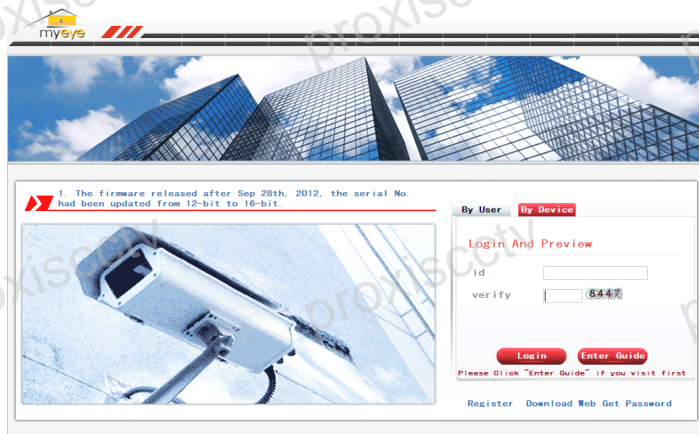 myeye
1. The firmware released after Sep 28th, 2012, the serial No.
had been updated from 12-bit to 16-bit.
By User By Device
Login And Preview
id
verify 8447
Login Enter Guide
Please Click "Enter Guide" if you visit first
Register Download Web Get Password
proxiscctv
proxiscctv
proxiscctv